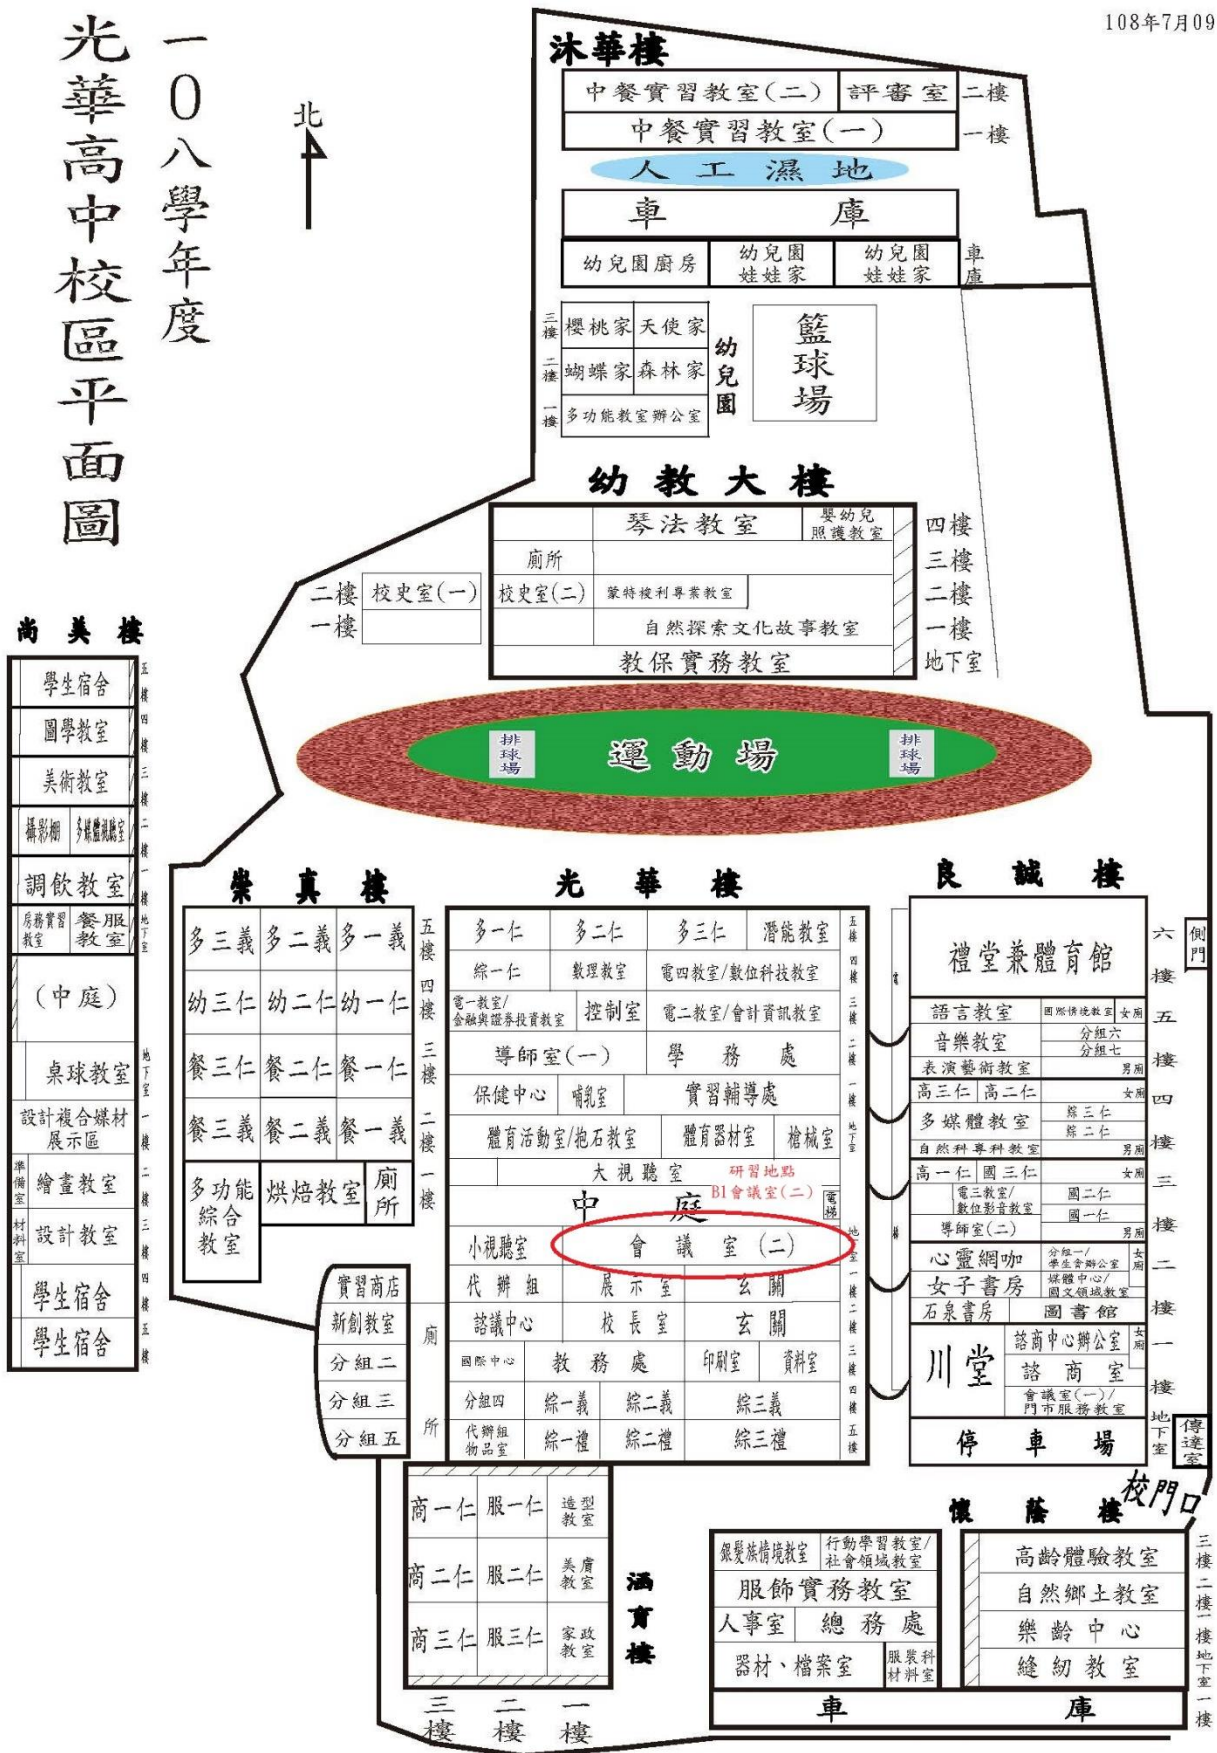 108年7月09
一０八學年度
光華高中校區平面圖
北
沐華樓
中餐實習教室(二) 評審室 二樓
中餐實習教室(一) 一樓
人工濕地
車庫
幼兒園廚房 幼兒園娃娃家 幼兒園娃娃家 車庫
三樓 櫻桃家 天使家
二樓 蝴蝶家 森林家
一樓 多功能教室辦公室
幼兒園
籃球場
幼教大樓
琴法教室 嬰幼兒照護教室 四樓
廁所 三樓
二樓 校史室(一) 校史室(二) 蒙特梭利專業教室 二樓
一樓 自然探索文化故事教室 一樓
教保實務教室 地下室
排球場 運動場 排球場
尚美樓
學生宿舍 五樓
圖學教室 四樓
美術教室 三樓
攝影棚 多媒體視聽室 二樓
調飲教室 一樓
房務實習教室 餐服教室 地下室
(中庭)
桌球教室 地下室
設計複合媒材展示區 一樓
準備室 繪畫教室 二樓
材料室 設計教室 三樓
學生宿舍 四樓
學生宿舍 五樓
崇真樓
多三義 多二義 多一義 五樓
幼三仁 幼二仁 幼一仁 四樓
餐三仁 餐二仁 餐一仁 三樓
餐三義 餐二義 餐一義 二樓
多功能綜合教室 烘焙教室 廁所 一樓
實習商店
新創教室
分組二
分組三
分組五
廁所
光華樓
多一仁 多二仁 多三仁 潛能教室 五樓
綜一仁 數理教室 電四教室/數位科技教室 四樓
電一教室/金融與證券投資教室 控制室 電二教室/會計資訊教室 三樓
導師室(一) 學務處 二樓
保健中心 哺乳室 實習輔導處 一樓
體育活動室/抱石教室 體育器材室 槍械室 地下室
大視聽室 研習地點
B1會議室(二)
中庭 電梯
小視聽室 會議室(二) 地下室
代辦組 展示室 玄關 一樓
諮議中心 校長室 玄關 二樓
國際中心 教務處 印刷室 資料室 三樓
分組四 綜一義 綜二義 綜三義 四樓
代辦組物品室 綜一禮 綜二禮 綜三禮 五樓
良誠樓
電梯
禮堂兼體育館 六樓
側門
語言教室 國際情境教室 女廁 五樓
音樂教室 分組六
分組七
表演藝術教室 男廁
高三仁 高二仁 女廁 四樓
多媒體教室 綜三仁
綜二仁
自然科專科教室 男廁
高一仁 國三仁 女廁 三樓
電三教室/數位影音教室 國二仁
國一仁
導師室(二) 男廁
心靈網咖 分組一/學生會辦公室 女廁 二樓
女子書房 媒體中心/國文領域教室
石泉書房 圖書館
川堂 諮商中心辦公室 女廁 一樓
諮商室
會議室(一)/門市服務教室
停車場 地下室
傳達室
校門口
涵育樓
商一仁 服一仁 造型教室
商二仁 服二仁 美膚教室
商三仁 服三仁 家政教室
三樓 二樓 一樓
懷蔭樓
銀髮族情境教室 行動學習教室/社會領域教室 高齡體驗教室 三樓
服飾實務教室 自然鄉土教室 二樓
人事室 總務處 樂齡中心 一樓
器材、檔案室 服裝科材料室 縫紉教室 地下室
車庫 一樓